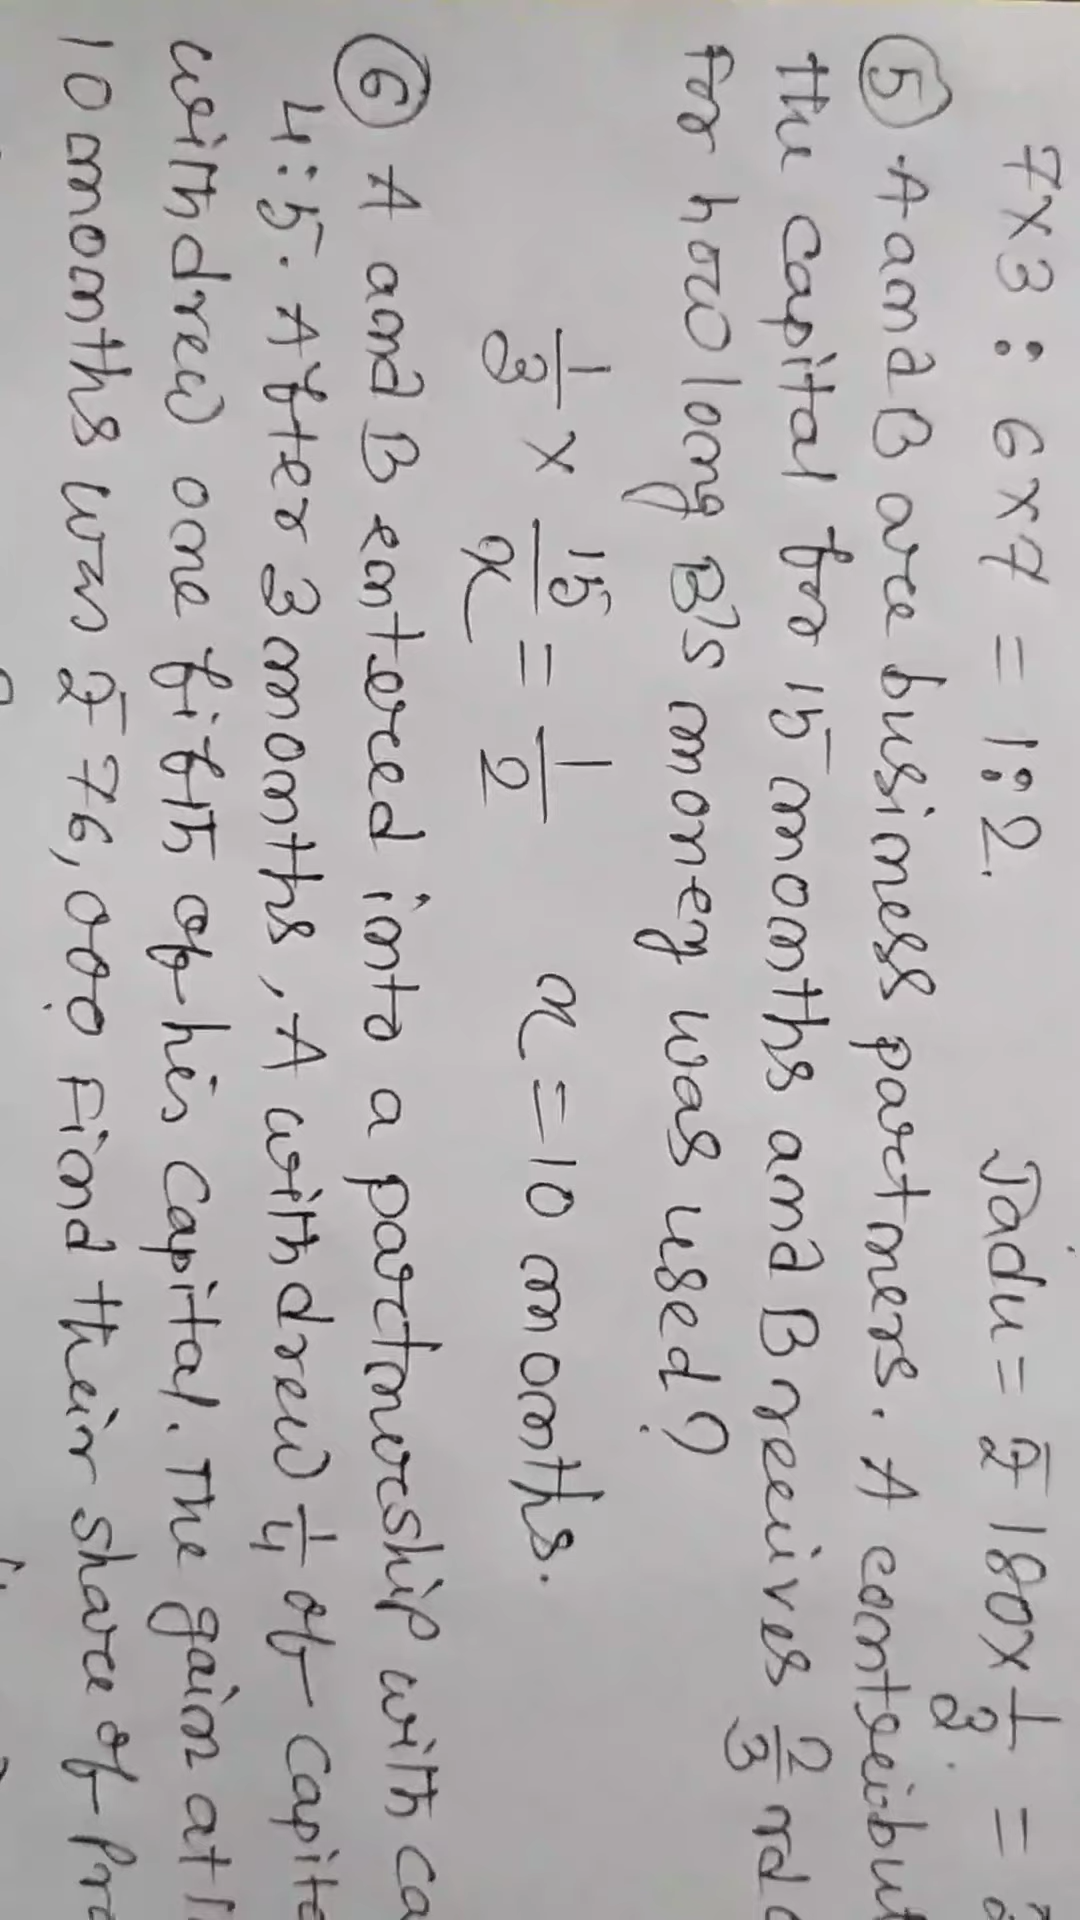 7×3 : 6×7 = 1:2. Jadu = ₹ 180× 1/3 =
⑤ A and B are business partners. A contribut
the capital for 15 months and B receives 2/3 rd
for how long B's money was used?
1/3 × 15/x = 1/2 x = 10 months.
⑥ A and B entered into a partnership with ca
4:5. After 3 months, A withdrew 1/4 of capita
withdrew one fifth of his capital. The gain at
10 months was ₹ 76,000 Find their share of Pro